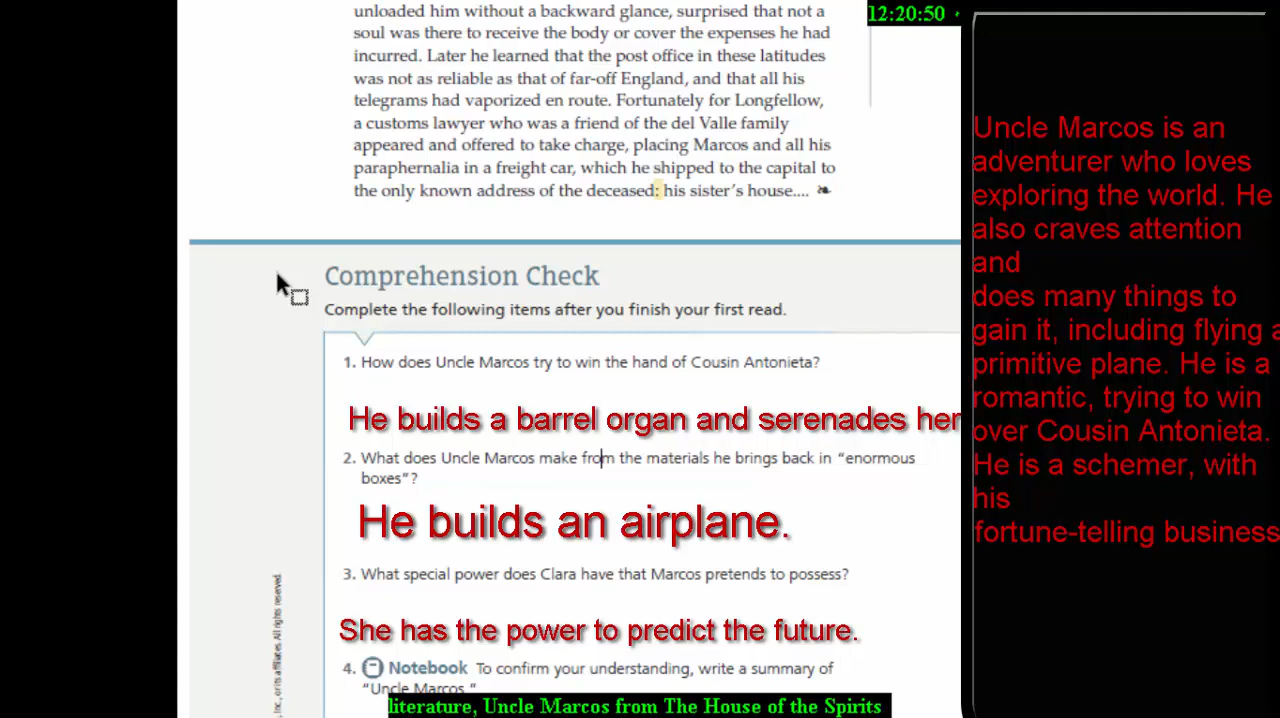 unloaded him without a backward glance, surprised that not a
soul was there to receive the body or cover the expenses he had
incurred. Later he learned that the post office in these latitudes
was not as reliable as that of far-off England, and that all his
telegrams had vaporized en route. Fortunately for Longfellow,
a customs lawyer who was a friend of the del Valle family
appeared and offered to take charge, placing Marcos and all his
paraphernalia in a freight car, which he shipped to the capital to
the only known address of the deceased: his sister's house....
12:20:50
Comprehension Check
Complete the following items after you finish your first read.
1. How does Uncle Marcos try to win the hand of Cousin Antonieta?
He builds a barrel organ and serenades her
2. What does Uncle Marcos make from the materials he brings back in "enormous
boxes"?
He builds an airplane.
3. What special power does Clara have that Marcos pretends to possess?
She has the power to predict the future.
4. Notebook To confirm your understanding, write a summary of
"Uncle Marcos."
literature, Uncle Marcos from The House of the Spirits
Inc., or its affiliates. All rights reserved.
Uncle Marcos is an
adventurer who loves
exploring the world. He
also craves attention
and
does many things to
gain it, including flying a
primitive plane. He is a
romantic, trying to win
over Cousin Antonieta.
He is a schemer, with
his
fortune-telling business